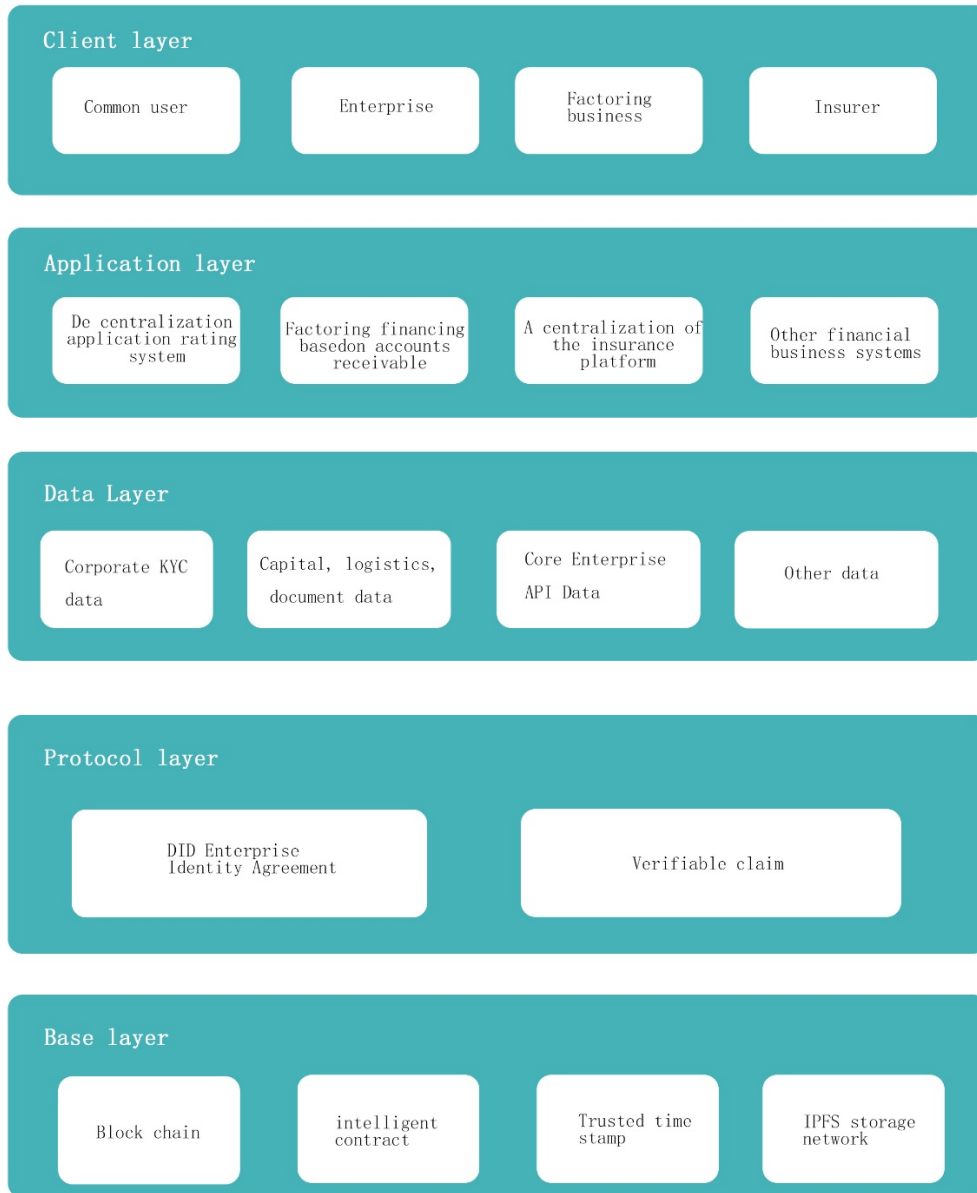 Client layer
Common user
Enterprise
Factoring
business
Insurer
Application layer
De centralization
application rating
system
Factoring financing
basedon accounts
receivable
A centralization of
the insurance
platform
Other financial
business systems
Data Layer
Corporate KYC
data
Capital, logistics,
document data
Core Enterprise
API Data
Other data
Protocol layer
DID Enterprise
Identity Agreement
Verifiable claim
Base layer
Block chain
intelligent
contract
Trusted time
stamp
IPFS storage
network